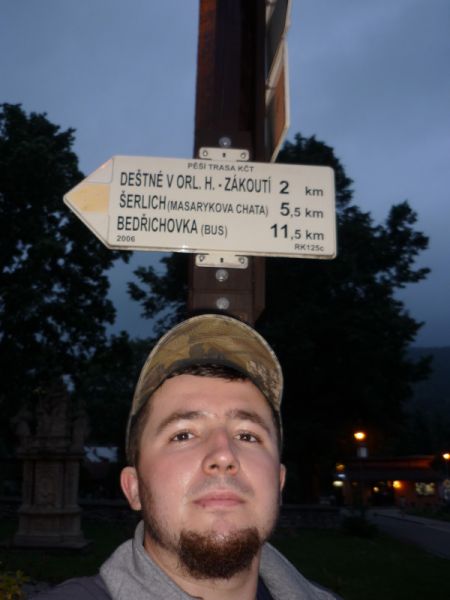 PĚŠÍ TRASA KČT
DEŠTNÉ V ORL. H. - ZÁKOUTÍ 2 km
ŠERLICH (MASARYKOVA CHATA) 5,5 km
BEDŘICHOVKA (BUS) 11,5 km
2006 RK125c